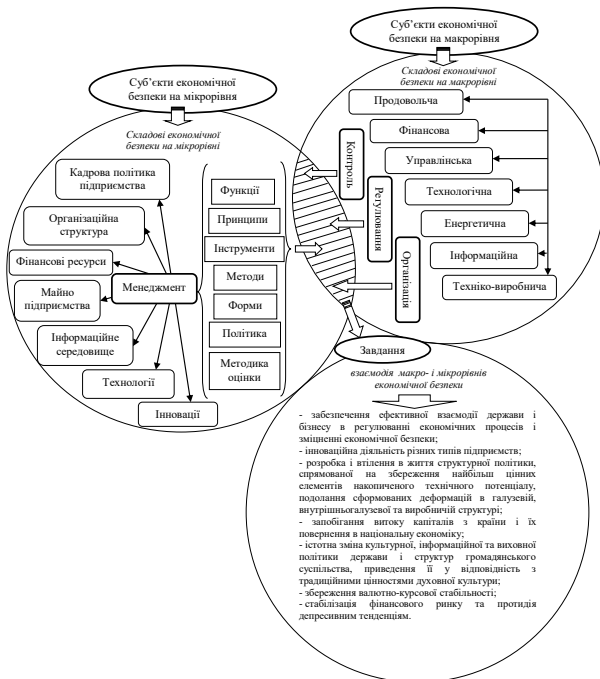 Суб’єкти економічної
безпеки на мікрорівня
Складові економічної
безпеки на мікрорівні
Кадрова політика
підприємства
Організаційна
структура
Фінансові ресурси
Майно
підприємства
Інформаційне
середовище
Технології
Інновації
Менеджмент
Функції
Принципи
Інструменти
Методи
Форми
Політика
Методика
оцінки
Суб’єкти економічної
безпеки на макрорівня
Складові економічної
безпеки на макрівні
Продовольча
Фінансова
Управлінська
Технологічна
Енергетична
Інформаційна
Техніко-виробнича
Контроль
Регулювання
Організація
Завдання
взаємодія макро- і мікрорівнів
економічної безпеки
- забезпечення ефективної взаємодії держави і
бізнесу в регулюванні економічних процесів і
зміцненні економічної безпеки;
- інноваційна діяльність різних типів підприємств;
- розробка і втілення в життя структурної політики,
спрямованої на збереження найбільш цінних
елементів накопиченого технічного потенціалу,
подолання сформованих деформацій в галузевій,
внутрішньогалузевої та виробничій структурі;
- запобігання витоку капіталів з країни і їх
повернення в національну економіку;
- істотна зміна культурної, інформаційної та виховної
політики держави і структур громадянського
суспільства, приведення її у відповідність з
традиційними цінностями духовної культури;
- збереження валютно-курсової стабільності;
- стабілізація фінансового ринку та протидія
депресивним тенденціям.